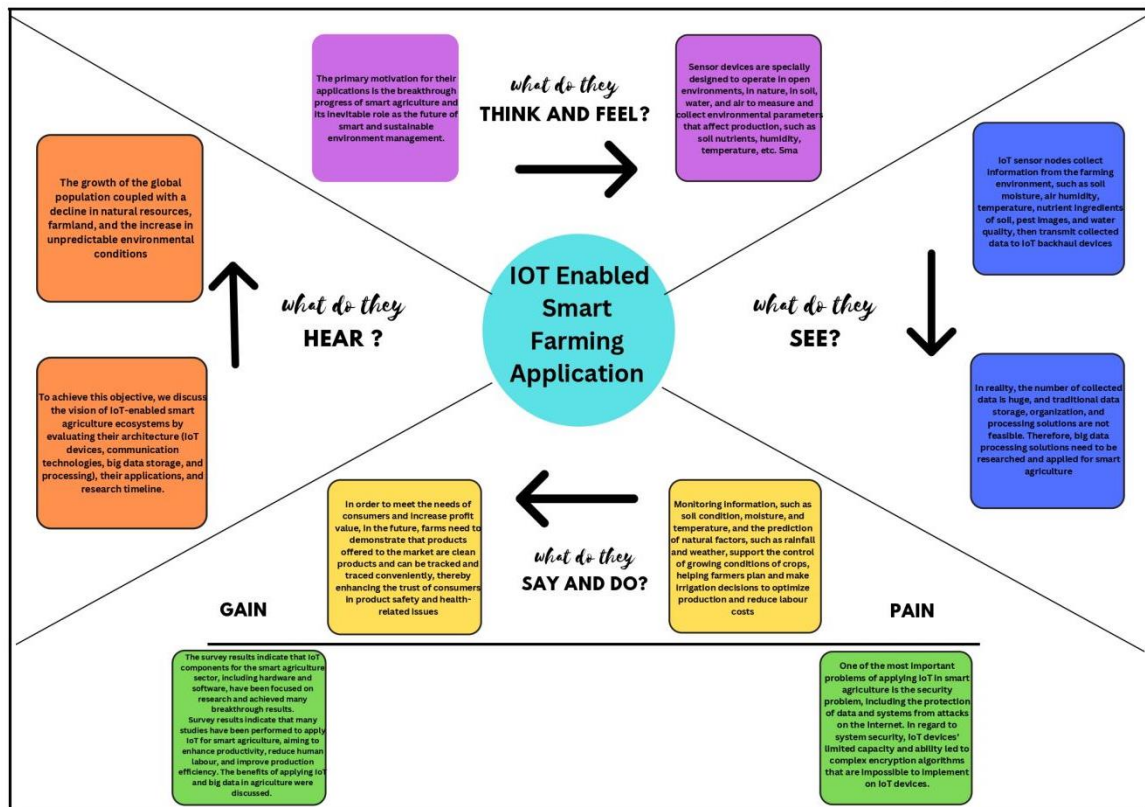 what do they
THINK AND FEEL?
The primary motivation for their
applications is the breakthrough
progress of smart agriculture and
its inevitable role as the future of
smart and sustainable
environment management.
Sensor devices are specially
designed to operate in open
environments, in nature, in soil,
water, and air to measure and
collect environmental parameters
that affect production, such as
soil nutrients, humidity,
temperature, etc. Sma
The growth of the global
population coupled with a
decline in natural resources,
farmland, and the increase in
unpredictable environmental
conditions
what do they
HEAR ?
To achieve this objective, we discuss
the vision of IoT-enabled smart
agriculture ecosystems by
evaluating their architecture (IoT
devices, communication
technologies, big data storage, and
processing), their applications, and
research timeline.
IOT Enabled
Smart
Farming
Application
IoT sensor nodes collect
information from the farming
environment, such as soil
moisture, air humidity,
temperature, nutrient ingredients
of soil, pest images, and water
quality, then transmit collected
data to IoT backhaul devices
what do they
SEE?
In reality, the number of collected
data is huge, and traditional data
storage, organization, and
processing solutions are not
feasible. Therefore, big data
processing solutions need to be
researched and applied for smart
agriculture
In order to meet the needs of
consumers and increase profit
value, in the future, farms need to
demonstrate that products
offered to the market are clean
products and can be tracked and
traced conveniently, thereby
enhancing the trust of consumers
in product safety and health-
related issues
what do they
SAY AND DO?
Monitoring information, such as
soil condition, moisture, and
temperature, and the prediction
of natural factors, such as rainfall
and weather, support the control
of growing conditions of crops,
helping farmers plan and make
irrigation decisions to optimize
production and reduce labour
costs
GAIN
The survey results indicate that IoT
components for the smart agriculture
sector, including hardware and
software, have been focused on
research and achieved many
breakthrough results.
Survey results indicate that many
studies have been performed to apply
IoT for smart agriculture, aiming to
enhance productivity, reduce human
labour, and improve production
efficiency. The benefits of applying IoT
and big data in agriculture were
discussed.
PAIN
One of the most important
problems of applying IoT in smart
agriculture is the security
problem, including the protection
of data and systems from attacks
on the Internet. In regard to
system security, IoT devices'
limited capacity and ability led to
complex encryption algorithms
that are impossible to implement
on IoT devices.